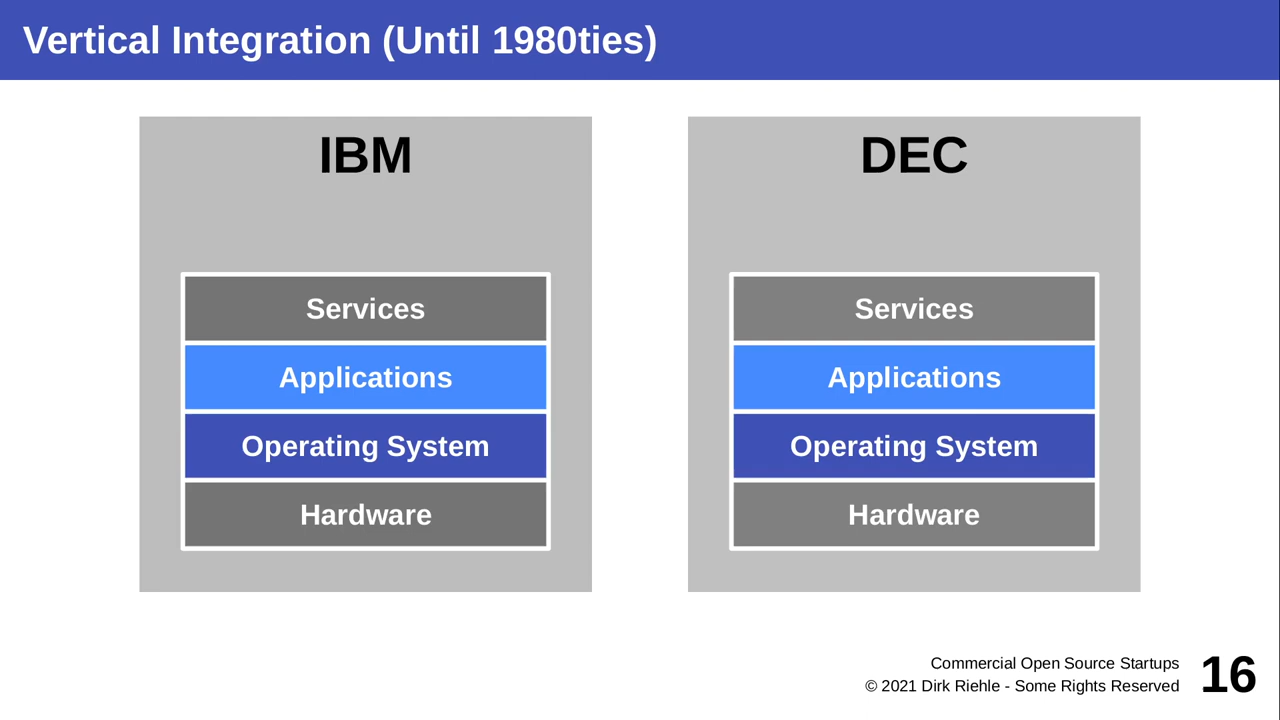 Vertical Integration (Until 1980ties)
IBM
Services
Applications
Operating System
Hardware
DEC
Services
Applications
Operating System
Hardware
Commercial Open Source Startups
© 2021 Dirk Riehle - Some Rights Reserved
16